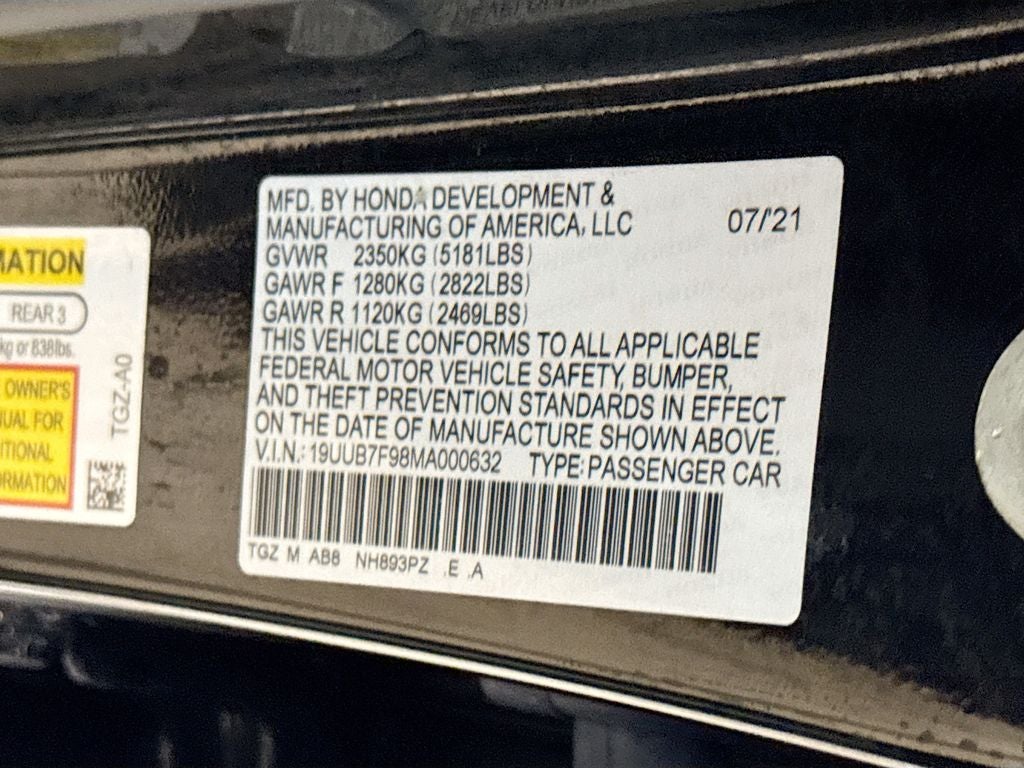 MFD. BY HONDA DEVELOPMENT &
MANUFACTURING OF AMERICA, LLC 07/'21
GVWR 2350KG (5181LBS)
GAWR F 1280KG (2822LBS)
GAWR R 1120KG (2469LBS)
THIS VEHICLE CONFORMS TO ALL APPLICABLE
FEDERAL MOTOR VEHICLE SAFETY, BUMPER,
AND THEFT PREVENTION STANDARDS IN EFFECT
ON THE DATE OF MANUFACTURE SHOWN ABOVE.
V.I.N.: 19UUB7F98MA000632 TYPE: PASSENGER CAR
TGZ M AB8 NH893PZ .E .A
MATION
REAR 3
kg or 838lbs.
OWNER'S
UAL FOR
ITIONAL
ORMATION
TGZ-A0